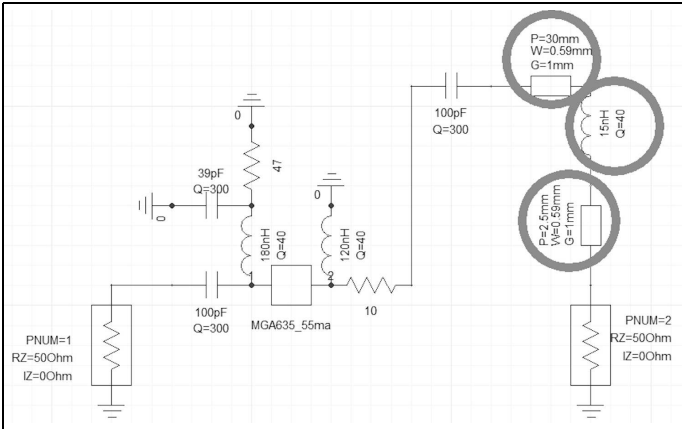 P=30mm
W=0.59mm
G=1mm
100pF
Q=300
15nH
Q=40
0
47
39pF
Q=300
0
0
180nH
Q=40
120nH
Q=40
P=2.5mm
W=0.59mm
G=1mm
1
2
100pF
Q=300
MGA635_55ma
10
PNUM=1
RZ=50Ohm
IZ=0Ohm
PNUM=2
RZ=50Ohm
IZ=0Ohm